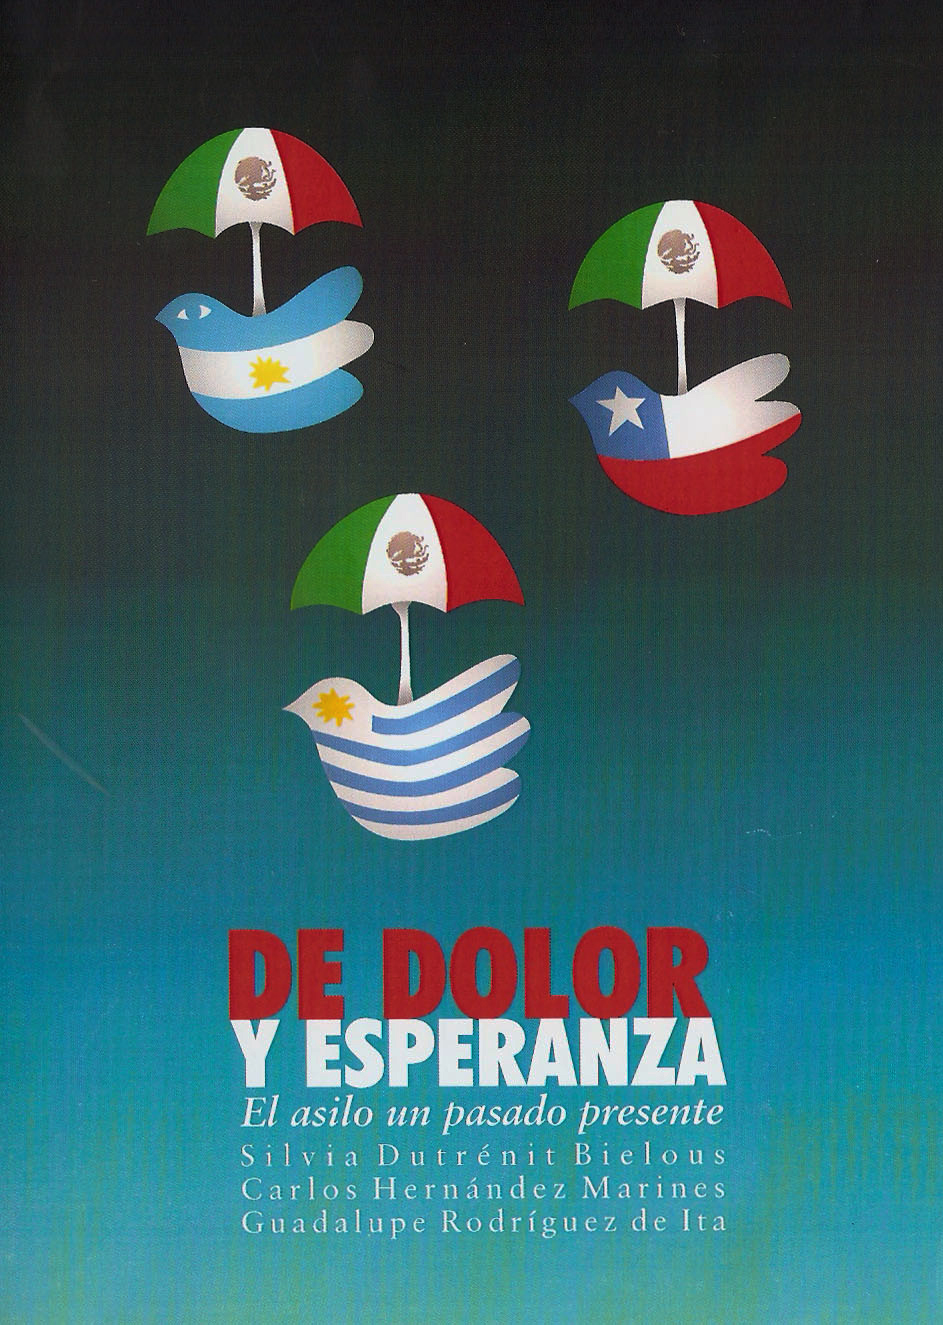 DE DOLOR
Y ESPERANZA
El asilo un pasado presente
Silvia Dutrénit Bielous
Carlos Hernández Marines
Guadalupe Rodríguez de Ita